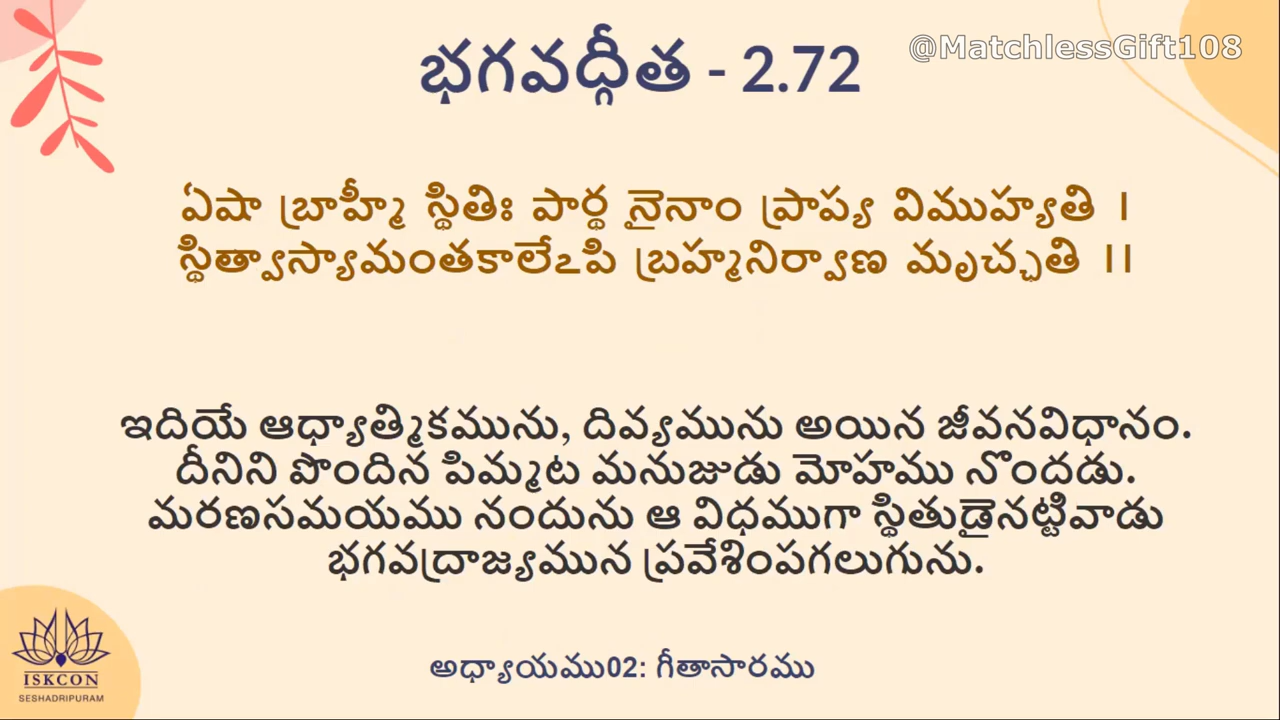 @MatchlessGift108
భగవద్గీత - 2.72
ఏషా బ్రాహీమ్ స్థితిః పార్థ నైనాం ప్రాప్య విముహ్యతి ।
స్థిత్వాస్యామంతకాలేఽపి బ్రహ్మనిర్వాణ మృచ్ఛతి ।।
ఇదియే ఆధ్యాత్మికమును, దివ్యమును అయిన జీవనవిధానం.
దీనిని పొందిన పిమ్మట మనుజుడు మోహము నొందడు.
మరణసమయము నందును ఆ విధముగా స్థితుడైనట్టివాడు
భగవద్రాజ్యమున ప్రవేశింపగలుగును.
అధ్యాయము02: గీతాసారము
ISKCON
SESHADRIPURAM